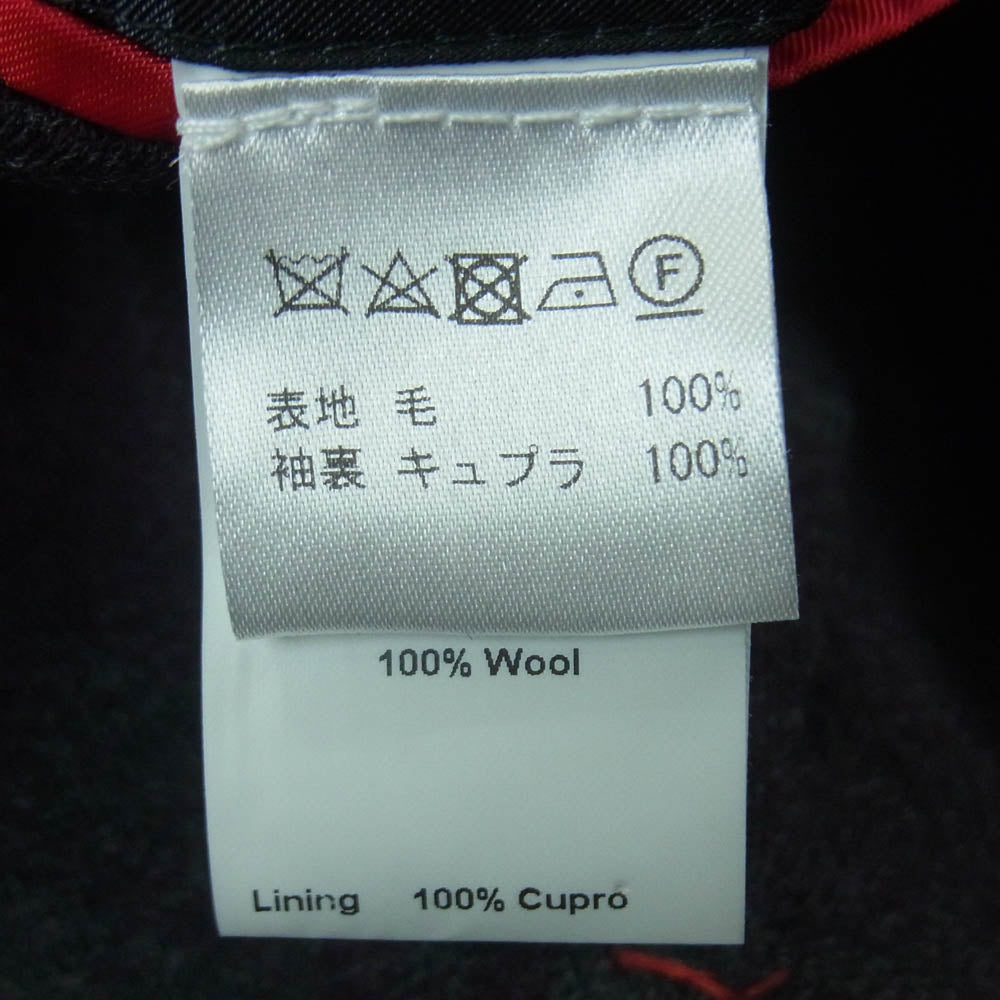 F
表地 毛 100%
袖裏 キュプラ 100%
100% Wool
Lining 100% Cupro